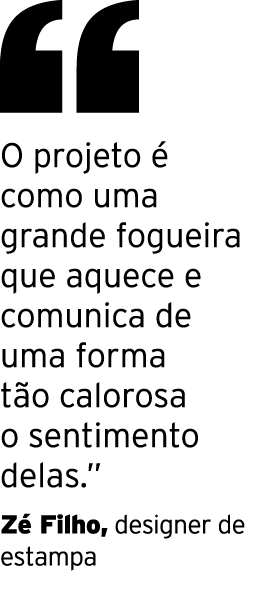 “
O projeto é
como uma
grande fogueira
que aquece e
comunica de
uma forma
tão calorosa
o sentimento
delas.”
Zé Filho, designer de
estampa